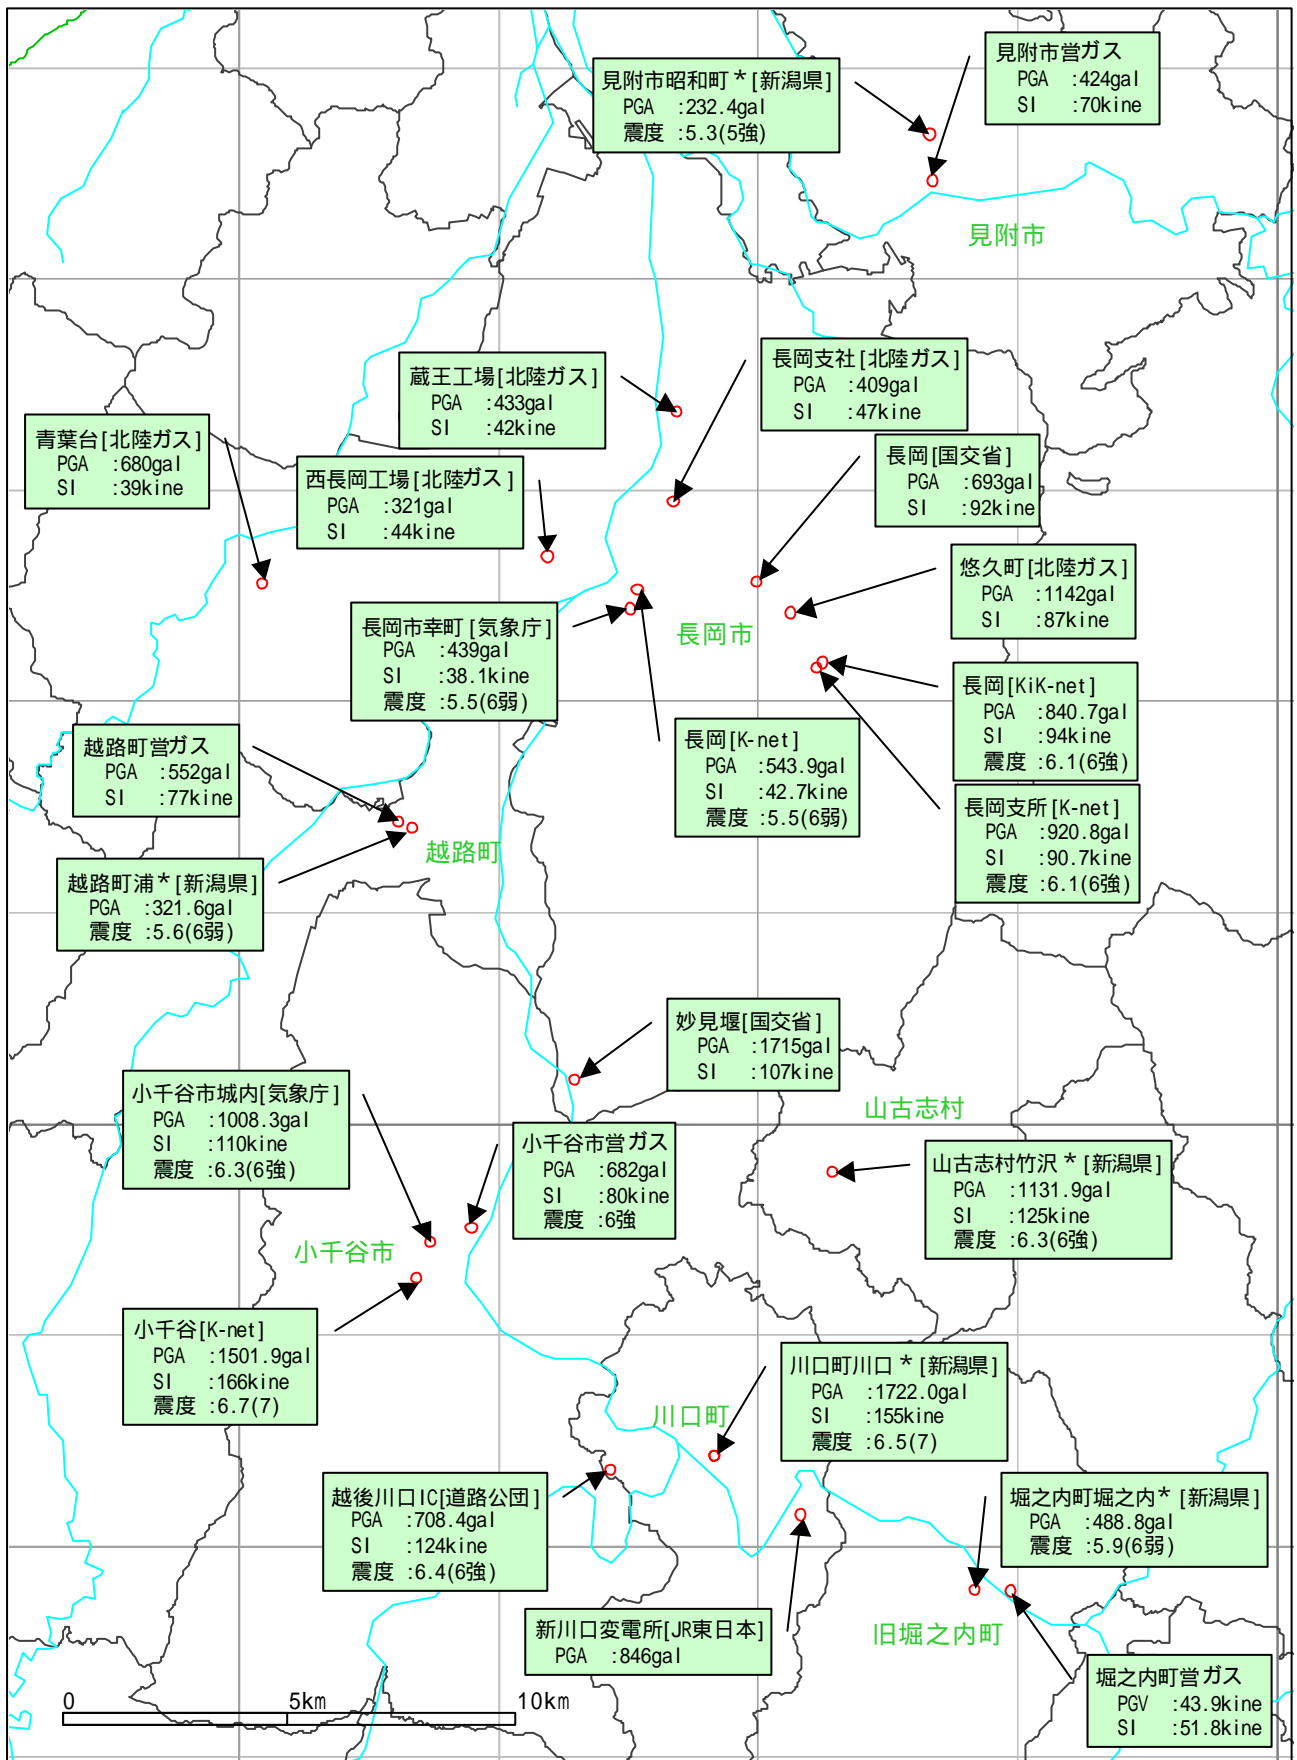 見附市営ガス
PGA :424gal
SI :70kine
見附市昭和町*[新潟県]
PGA :232.4gal
震度 :5.3(5強)
見附市
長岡支社[北陸ガス]
PGA :409gal
SI :47kine
蔵王工場[北陸ガス]
PGA :433gal
SI :42kine
青葉台[北陸ガス]
PGA :680gal
SI :39kine
西長岡工場[北陸ガス]
PGA :321gal
SI :44kine
長岡[国交省]
PGA :693gal
SI :92kine
悠久町[北陸ガス]
PGA :1142gal
SI :87kine
長岡市幸町[気象庁]
PGA :439gal
SI :38.1kine
震度 :5.5(6弱)
長岡市
長岡[KiK-net]
PGA :840.7gal
SI :94kine
震度 :6.1(6強)
越路町営ガス
PGA :552gal
SI :77kine
長岡[K-net]
PGA :543.9gal
SI :42.7kine
震度 :5.5(6弱)
長岡支所[K-net]
PGA :920.8gal
SI :90.7kine
震度 :6.1(6強)
越路町
越路町浦*[新潟県]
PGA :321.6gal
震度 :5.6(6弱)
妙見堰[国交省]
PGA :1715gal
SI :107kine
小千谷市城内[気象庁]
PGA :1008.3gal
SI :110kine
震度 :6.3(6強)
山古志村
小千谷市営ガス
PGA :682gal
SI :80kine
震度 :6強
山古志村竹沢*[新潟県]
PGA :1131.9gal
SI :125kine
震度 :6.3(6強)
小千谷市
小千谷[K-net]
PGA :1501.9gal
SI :166kine
震度 :6.7(7)
川口町川口*[新潟県]
PGA :1722.0gal
SI :155kine
震度 :6.5(7)
川口町
越後川口IC[道路公団]
PGA :708.4gal
SI :124kine
震度 :6.4(6強)
堀之内町堀之内*[新潟県]
PGA :488.8gal
震度 :5.9(6弱)
新川口変電所[JR東日本]
PGA :846gal
旧堀之内町
堀之内町営ガス
PGV :43.9kine
SI :51.8kine
0 5km 10km